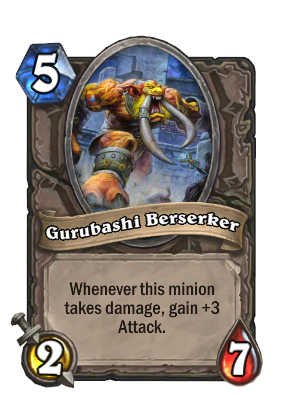 5
Gurubashi Berserker
Whenever this minion
takes damage, gain +3
Attack.
2
7